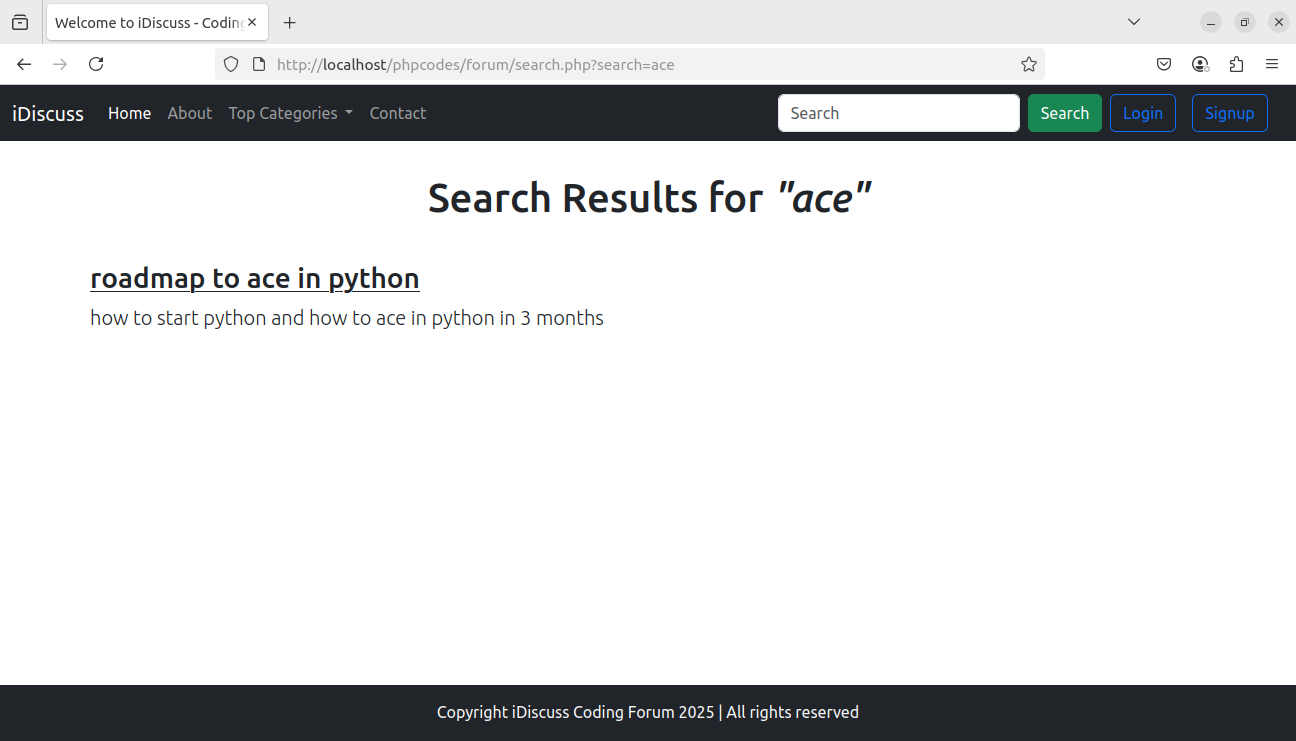 Welcome to iDiscuss - Coding
http://localhost/phpcodes/forum/search.php?search=ace
iDiscuss Home About Top Categories Contact Search Search Login Signup
Search Results for "ace"
roadmap to ace in python
how to start python and how to ace in python in 3 months
Copyright iDiscuss Coding Forum 2025 | All rights reserved